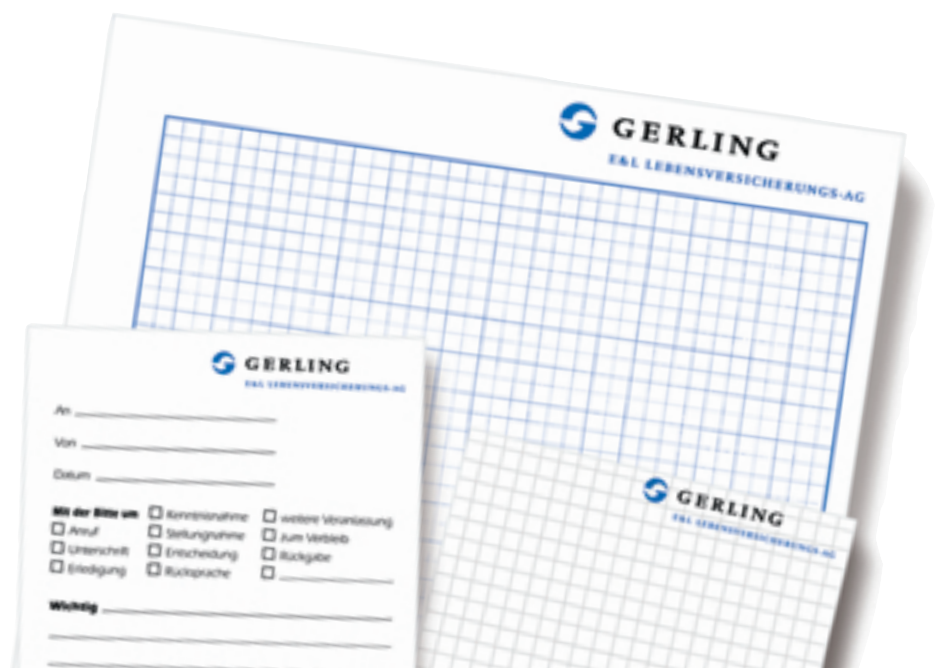 GERLING
E&L LEBENSVERSICHERUNGS-AG
GERLING
E&L LEBENSVERSICHERUNGS-AG
An
Von
Datum
Mit der Bitte um
Anruf
Unterschrift
Erledigung
Kenntnisnahme
Stellungnahme
Entscheidung
Rücksprache
weitere Veranlassung
zum Verbleib
Rückgabe
Wichtig
GERLING
E&L LEBENSVERSICHERUNGS-AG